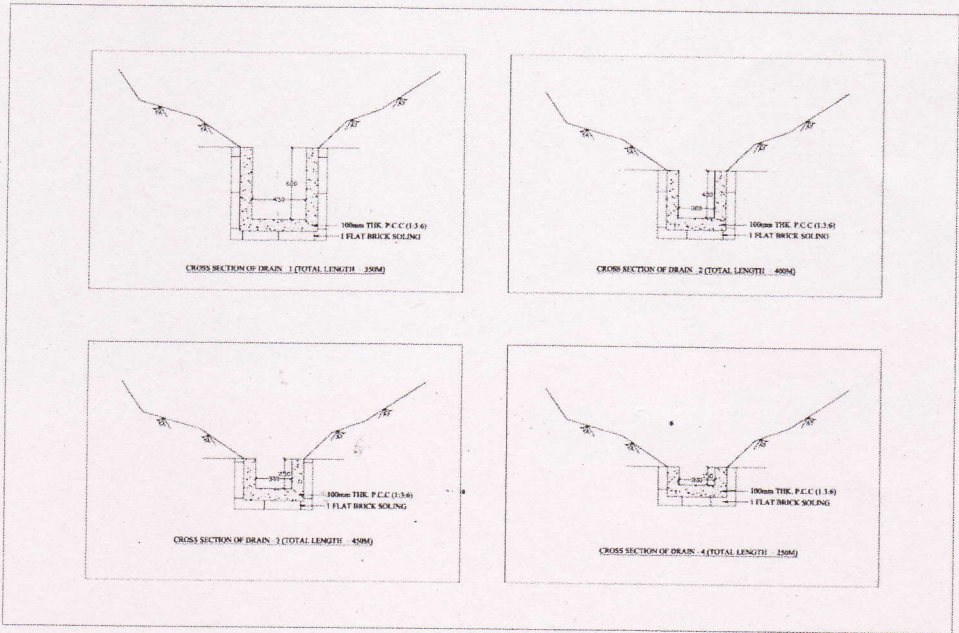 600
100mm THK. P.C.C (1:3:6)
1 FLAT BRICK SOLING
CROSS SECTION OF DRAIN - 1 (TOTAL LENGTH - 350M)
450
100mm THK. P.C.C (1:3:6)
1 FLAT BRICK SOLING
CROSS SECTION OF DRAIN - 2 (TOTAL LENGTH - 400M)
100mm THK. P.C.C (1:3:6)
1 FLAT BRICK SOLING
CROSS SECTION OF DRAIN - 3 (TOTAL LENGTH - 450M)
100mm THK. P.C.C (1:3:6)
1 FLAT BRICK SOLING
CROSS SECTION OF DRAIN - 4 (TOTAL LENGTH - 250M)